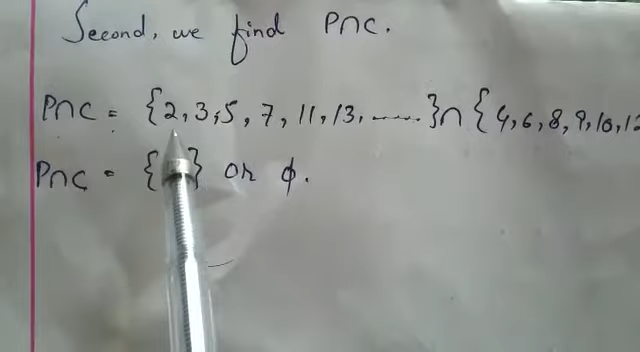 Second, we find P∩C.
P∩C = {2, 3, 5, 7, 11, 13, ......} ∩ {4, 6, 8, 9, 10, 12
P∩C = { } or ϕ.